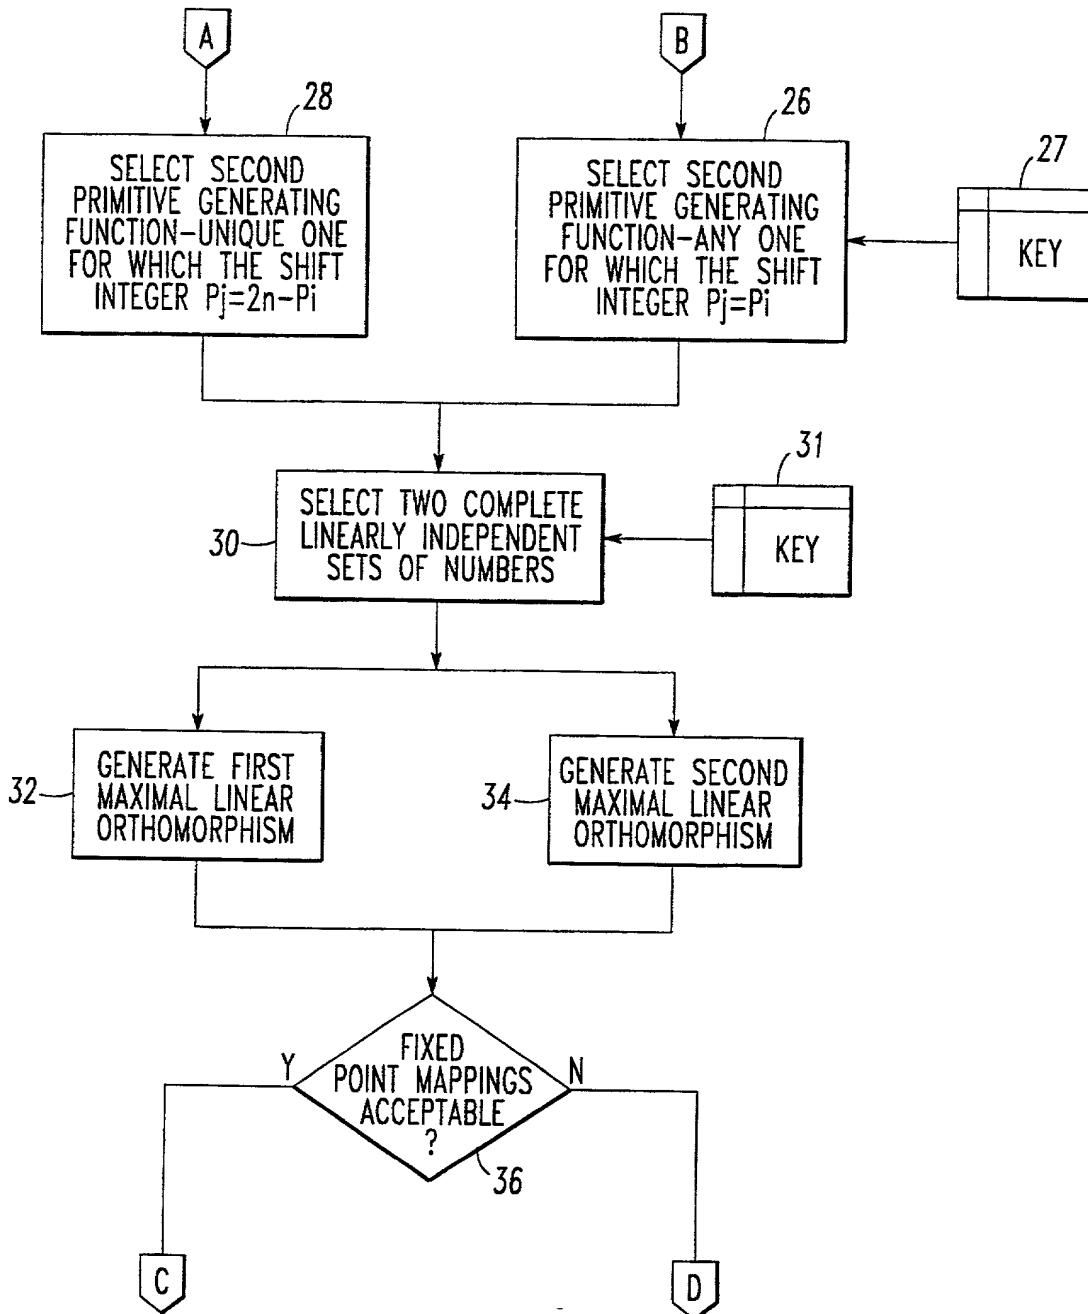 A
B
28
26
27
SELECT SECOND
PRIMITIVE GENERATING
FUNCTION-UNIQUE ONE
FOR WHICH THE SHIFT
INTEGER Pj=2n-Pi
SELECT SECOND
PRIMITIVE GENERATING
FUNCTION-ANY ONE
FOR WHICH THE SHIFT
INTEGER Pj=Pi
KEY
31
30
SELECT TWO COMPLETE
LINEARLY INDEPENDENT
SETS OF NUMBERS
KEY
32
GENERATE FIRST
MAXIMAL LINEAR
ORTHOMORPHISM
34
GENERATE SECOND
MAXIMAL LINEAR
ORTHOMORPHISM
Y
FIXED
POINT MAPPINGS
ACCEPTABLE
?
N
36
C
D